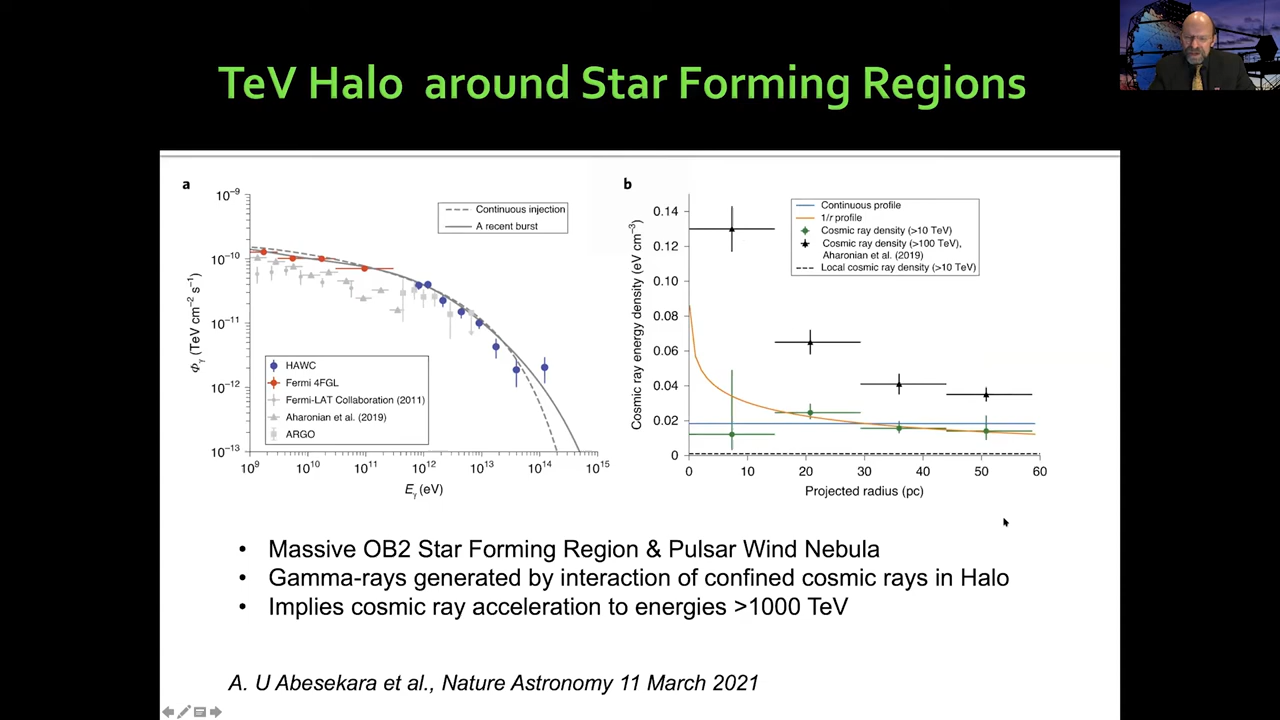 TeV Halo around Star Forming Regions
a
10⁻⁹
10⁻¹⁰
10⁻¹¹
10⁻¹²
10⁻¹³
Φγ (TeV cm⁻² s⁻¹)
Continuous injection
A recent burst
HAWC
Fermi 4FGL
Fermi-LAT Collaboration (2011)
Aharonian et al. (2019)
ARGO
10⁹ 10¹⁰ 10¹¹ 10¹² 10¹³ 10¹⁴ 10¹⁵
Eγ (eV)
b
0.14
0.12
0.10
0.08
0.06
0.04
0.02
0
Cosmic ray energy density (eV cm⁻³)
Continuous profile
1/r profile
Cosmic ray density (>10 TeV)
Cosmic ray density (>100 TeV),
Aharonian et al. (2019)
Local cosmic ray density (>10 TeV)
0 10 20 30 40 50 60
Projected radius (pc)
• Massive OB2 Star Forming Region & Pulsar Wind Nebula
• Gamma-rays generated by interaction of confined cosmic rays in Halo
• Implies cosmic ray acceleration to energies >1000 TeV
A. U Abesekara et al., Nature Astronomy 11 March 2021